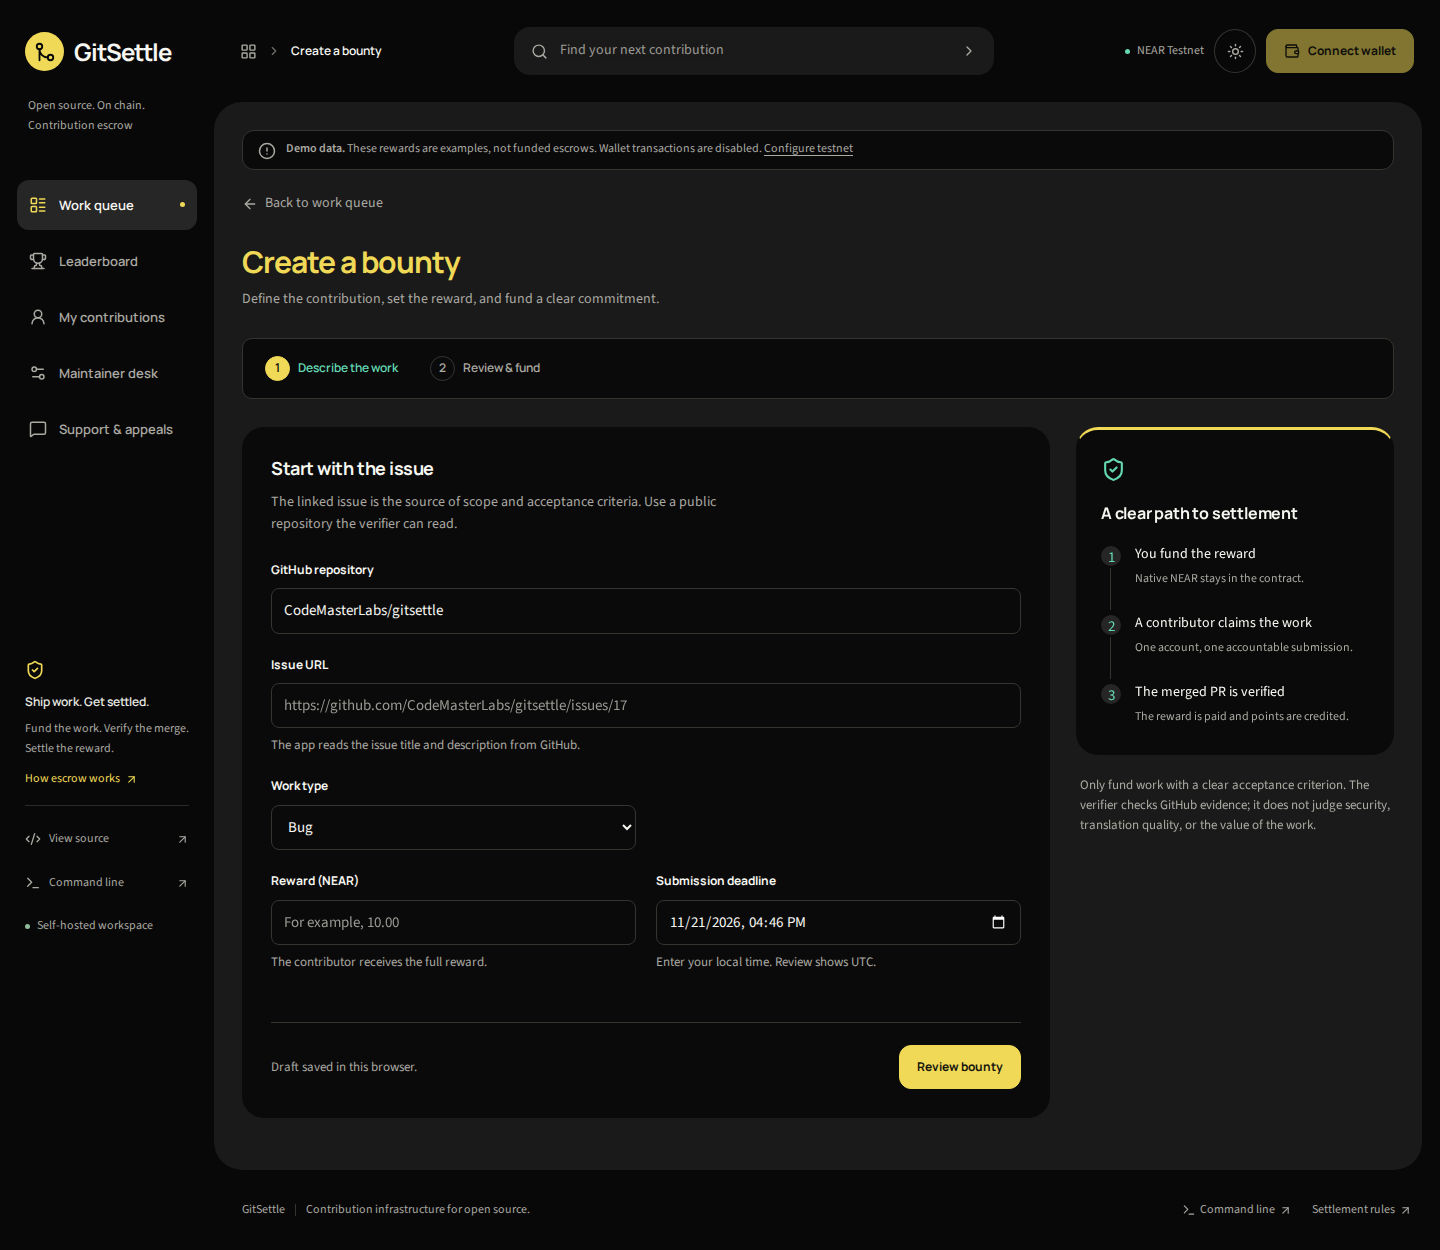 GitSettle
Create a bounty
Find your next contribution
NEAR Testnet
Connect wallet
Open source. On chain.
Contribution escrow
Work queue
Leaderboard
My contributions
Maintainer desk
Support & appeals
Ship work. Get settled.
Fund the work. Verify the merge.
Settle the reward.
How escrow works
View source
Command line
Self-hosted workspace
Demo data. These rewards are examples, not funded escrows. Wallet transactions are disabled. Configure testnet
Back to work queue
Create a bounty
Define the contribution, set the reward, and fund a clear commitment.
1 Describe the work 2 Review & fund
Start with the issue
The linked issue is the source of scope and acceptance criteria. Use a public
repository the verifier can read.
GitHub repository
CodeMasterLabs/gitsettle
Issue URL
https://github.com/CodeMasterLabs/gitsettle/issues/17
The app reads the issue title and description from GitHub.
Work type
Bug
Reward (NEAR)
For example, 10.00
The contributor receives the full reward.
Submission deadline
11/21/2026, 04:46 PM
Enter your local time. Review shows UTC.
Draft saved in this browser.
Review bounty
A clear path to settlement
1 You fund the reward
Native NEAR stays in the contract.
2 A contributor claims the work
One account, one accountable submission.
3 The merged PR is verified
The reward is paid and points are credited.
Only fund work with a clear acceptance criterion. The
verifier checks GitHub evidence; it does not judge security,
translation quality, or the value of the work.
GitSettle
Contribution infrastructure for open source.
Command line
Settlement rules